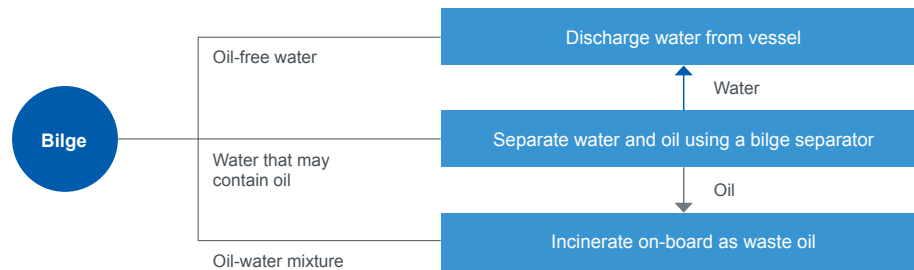 Discharge water from vessel
Oil-free water
Water
Bilge
Separate water and oil using a bilge separator
Water that may
contain oil
Oil
Incinerate on-board as waste oil
Oil-water mixture